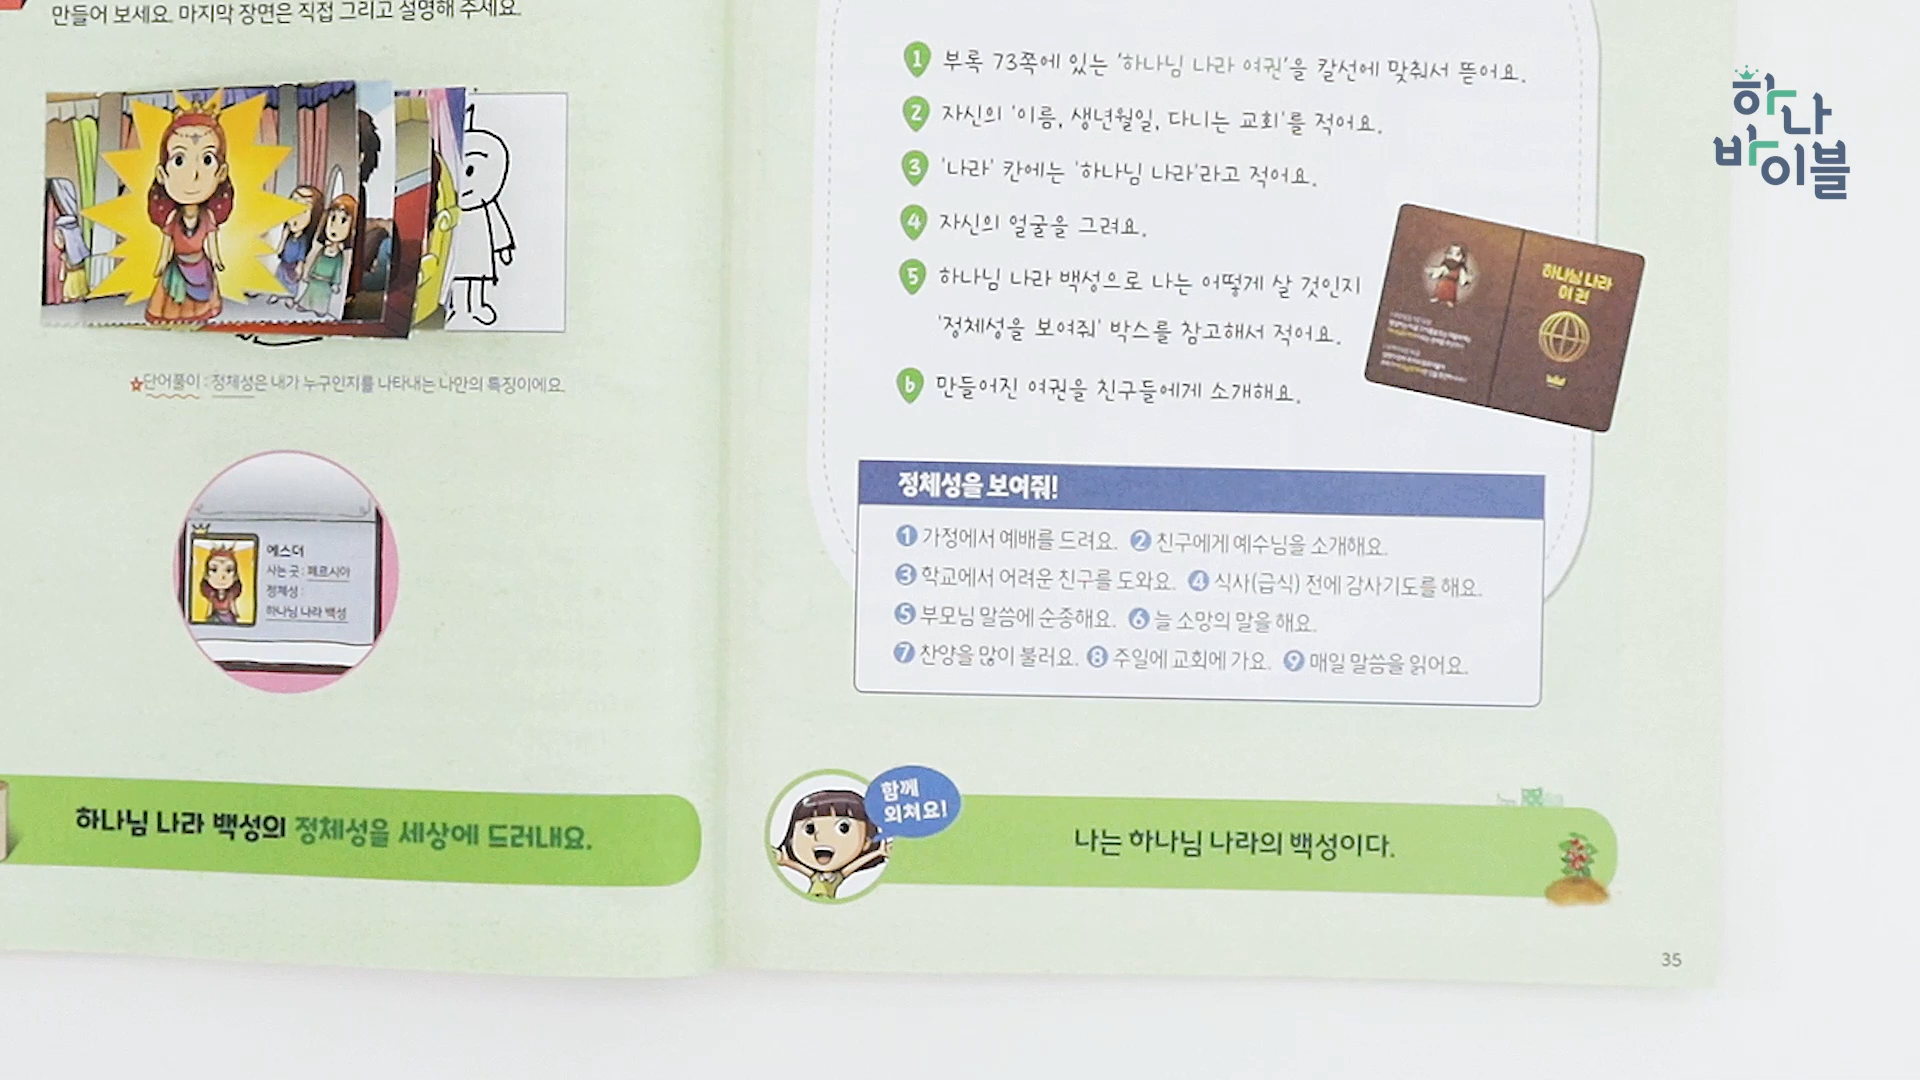 만들어 보세요. 마지막 장면은 직접 그리고 설명해 주세요.
☆단어풀이 : 정체성은 내가 누구인지를 나타내는 나만의 특징이에요.
에스더
사는 곳 : 페르시아
정체성 :
하나님 나라 백성
하나님 나라 백성의 정체성을 세상에 드러내요.
1 부록 73쪽에 있는 '하나님 나라 여권'을 칼선에 맞춰서 뜯어요.
2 자신의 '이름, 생년월일, 다니는 교회'를 적어요.
3 '나라' 칸에는 '하나님 나라'라고 적어요.
4 자신의 얼굴을 그려요.
5 하나님 나라 백성으로 나는 어떻게 살 것인지
'정체성을 보여줘' 박스를 참고해서 적어요.
6 만들어진 여권을 친구들에게 소개해요.
하나님 나라
여권
정체성을 보여줘!
1 가정에서 예배를 드려요. 2 친구에게 예수님을 소개해요.
3 학교에서 어려운 친구를 도와요. 4 식사(급식) 전에 감사기도를 해요.
5 부모님 말씀에 순종해요. 6 늘 소망의 말을 해요.
7 찬양을 많이 불러요. 8 주일에 교회에 가요. 9 매일 말씀을 읽어요.
함께
외쳐요!
나는 하나님 나라의 백성이다.
35
하나
바이블